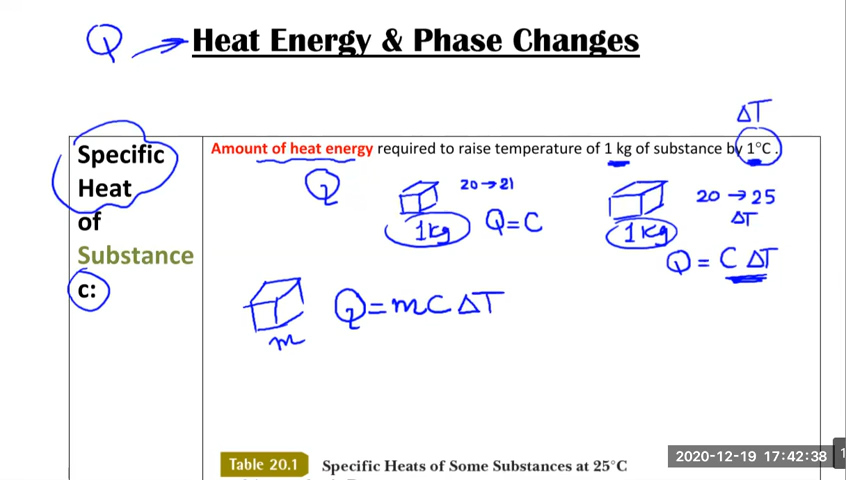 Q → Heat Energy & Phase Changes
ΔT
Specific
Heat
of
Substance
c:
Amount of heat energy required to raise temperature of 1 kg of substance by 1°C.
Q
20 → 21
1kg
Q = C
20 → 25
ΔT
1kg
Q = C ΔT
m
Q = mCΔT
Table 20.1 Specific Heats of Some Substances at 25°C
2020-12-19 17:42:38
1